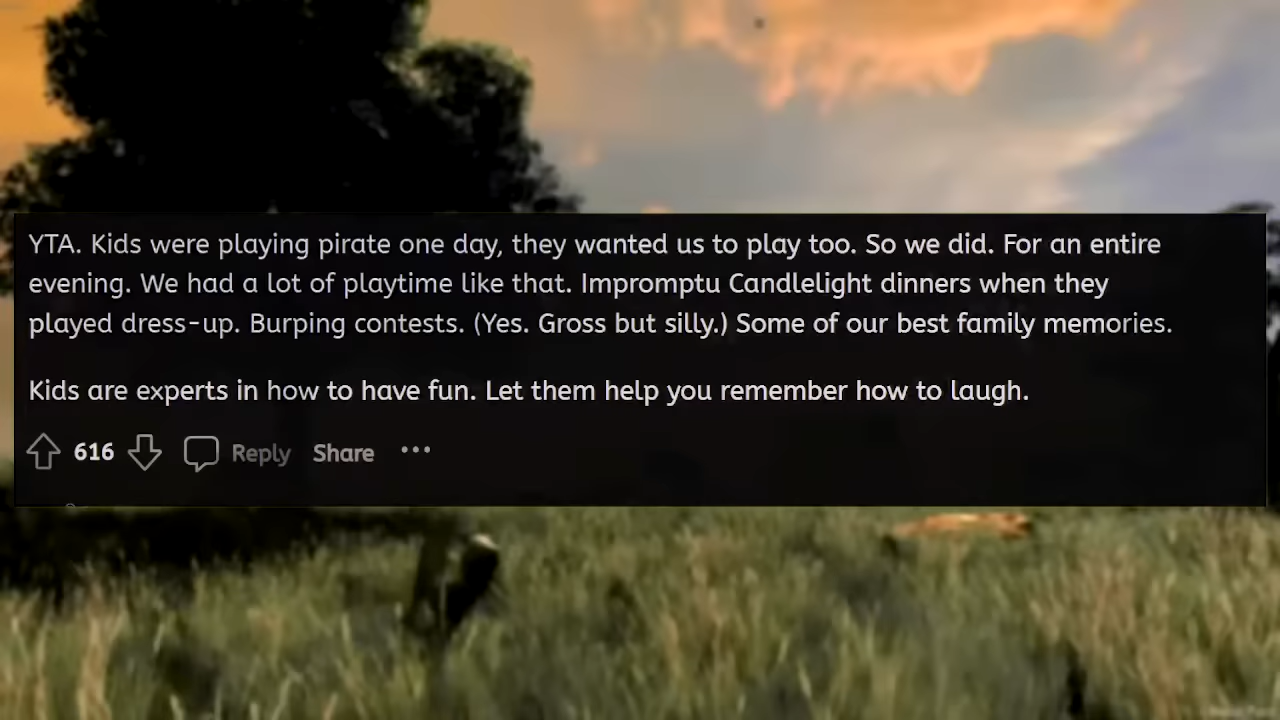 YTA. Kids were playing pirate one day, they wanted us to play too. So we did. For an entire
evening. We had a lot of playtime like that. Impromptu Candlelight dinners when they
played dress-up. Burping contests. (Yes. Gross but silly.) Some of our best family memories.
Kids are experts in how to have fun. Let them help you remember how to laugh.
616 Reply Share ···